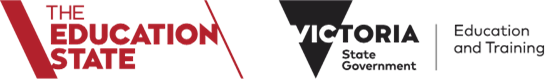 THE
EDUCATION
STATE
VICTORIA
State
Government
Education
and Training